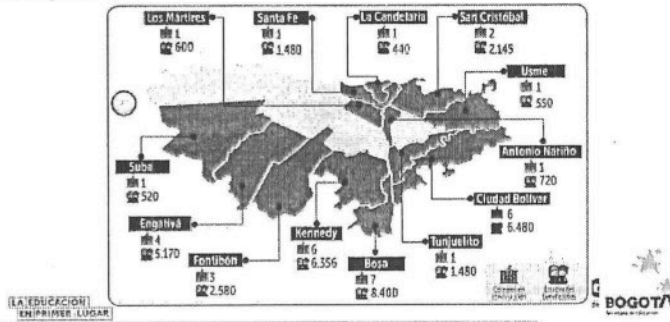 Los Mártires
1
600
Santa Fe
1
1.480
La Candelaria
1
440
San Cristóbal
2
2.145
Usme
1
550
Antonio Nariño
1
720
Ciudad Bolívar
6
6.480
Tunjuelito
1
1.480
Bosa
7
8.400
Kennedy
6
6.356
Fontibón
3
2.580
Engativá
4
5.170
Suba
1
520
LA EDUCACIÓN
EN PRIMER LUGAR
BOGOTÁ